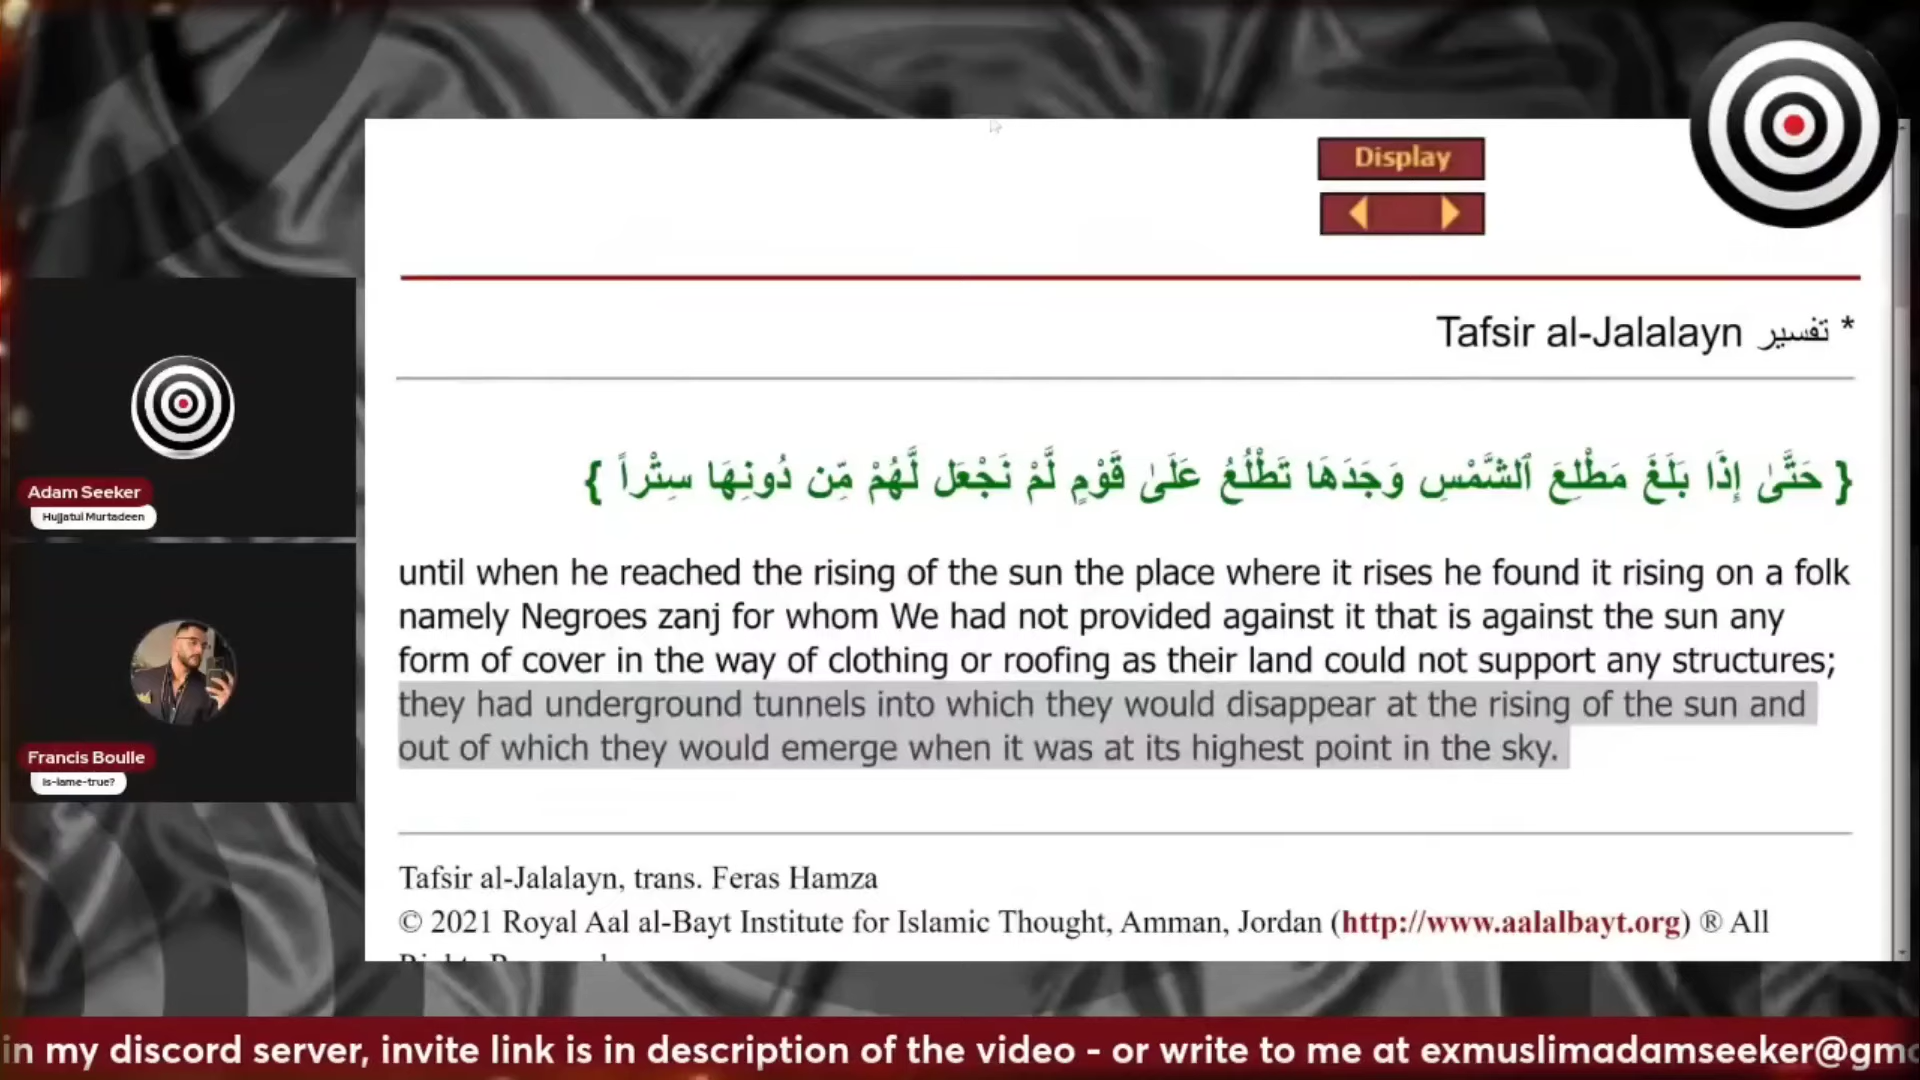 Display
Tafsir al-Jalalayn تفسير *
{ حَتَّىٰ إِذَا بَلَغَ مَطْلِعَ ٱلشَّمْسِ وَجَدَهَا تَطْلُعُ عَلَىٰ قَوْمٍ لَّمْ نَجْعَل لَّهُمْ مِّن دُونِهَا سِتْراً }
until when he reached the rising of the sun the place where it rises he found it rising on a folk
namely Negroes zanj for whom We had not provided against it that is against the sun any
form of cover in the way of clothing or roofing as their land could not support any structures;
they had underground tunnels into which they would disappear at the rising of the sun and
out of which they would emerge when it was at its highest point in the sky.
Tafsir al-Jalalayn, trans. Feras Hamza
© 2021 Royal Aal al-Bayt Institute for Islamic Thought, Amman, Jordan (http://www.aalalbayt.org) ® All
Adam Seeker
Hujjatul Murtadeen
Francis Boulle
is-lame-true?
in my discord server, invite link is in description of the video - or write to me at exmuslimadamseeker@gm